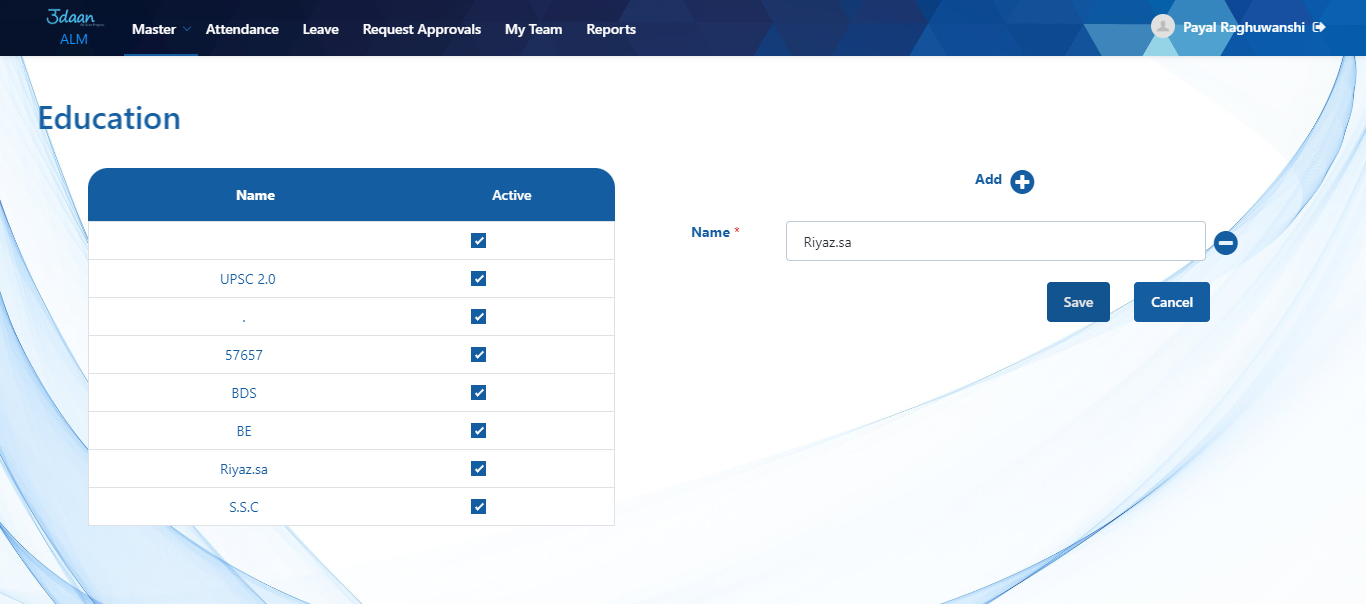 उdaan
ALM
Master Attendance Leave Request Approvals My Team Reports
Payal Raghuwanshi
Education
Name Active
UPSC 2.0
.
57657
BDS
BE
Riyaz.sa
S.S.C
Add
Name *
Riyaz.sa
Save Cancel